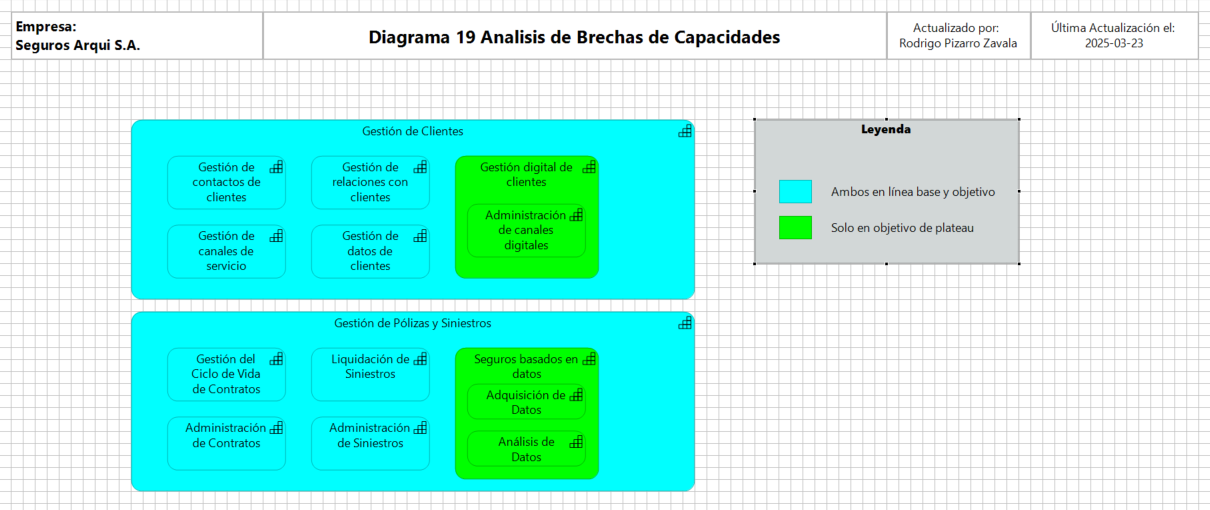 Empresa:
Seguros Arqui S.A.
Diagrama 19 Analisis de Brechas de Capacidades
Actualizado por:
Rodrigo Pizarro Zavala
Última Actualización el:
2025-03-23
Gestión de Clientes
Gestión de
contactos de
clientes
Gestión de
relaciones con
clientes
Gestión digital de
clientes
Administración
de canales
digitales
Gestión de
canales de
servicio
Gestión de
datos de
clientes
Gestión de Pólizas y Siniestros
Gestión del
Ciclo de Vida
de Contratos
Liquidación de
Siniestros
Seguros basados en
datos
Adquisición de
Datos
Administración
de Contratos
Administración
de Siniestros
Análisis de
Datos
Leyenda
Ambos en línea base y objetivo
Solo en objetivo de plateau